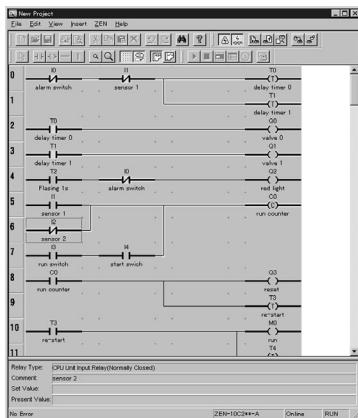 New Project
File Edit View Insert ZEN Help
0 I0 I1 T0
alarm switch sensor 1 delay timer 0
1 T1
delay timer 1
2 T0 Q0
delay timer 0 valve 0
3 T1 Q1
delay timer 1 valve 1
4 T2 I0 Q2
Flasing 1s alarm switch red light
5 I1 C0
sensor 1 run counter
6 I2
sensor 2
7 I3 I4
run switch start swich
8 C0 Q3
run counter reset
9 T3
re-start
10 T3 M0
re-start run
11 T4
Relay Type: CPU Unit Input Relay(Normally Closed)
Comment: sensor 2
Set Value:
Present Value:
No Error ZEN-10C2**-A Online RUN